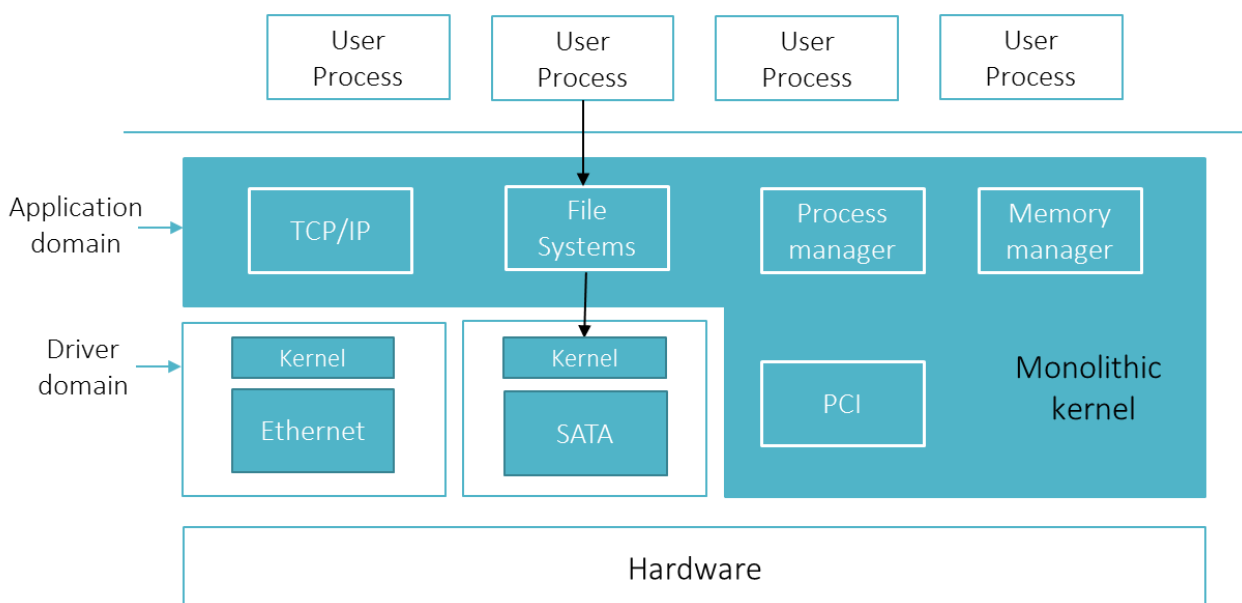 User
Process
User
Process
User
Process
User
Process
Application
domain
TCP/IP
File
Systems
Process
manager
Memory
manager
Driver
domain
Kernel
Ethernet
Kernel
SATA
PCI
Monolithic
kernel
Hardware